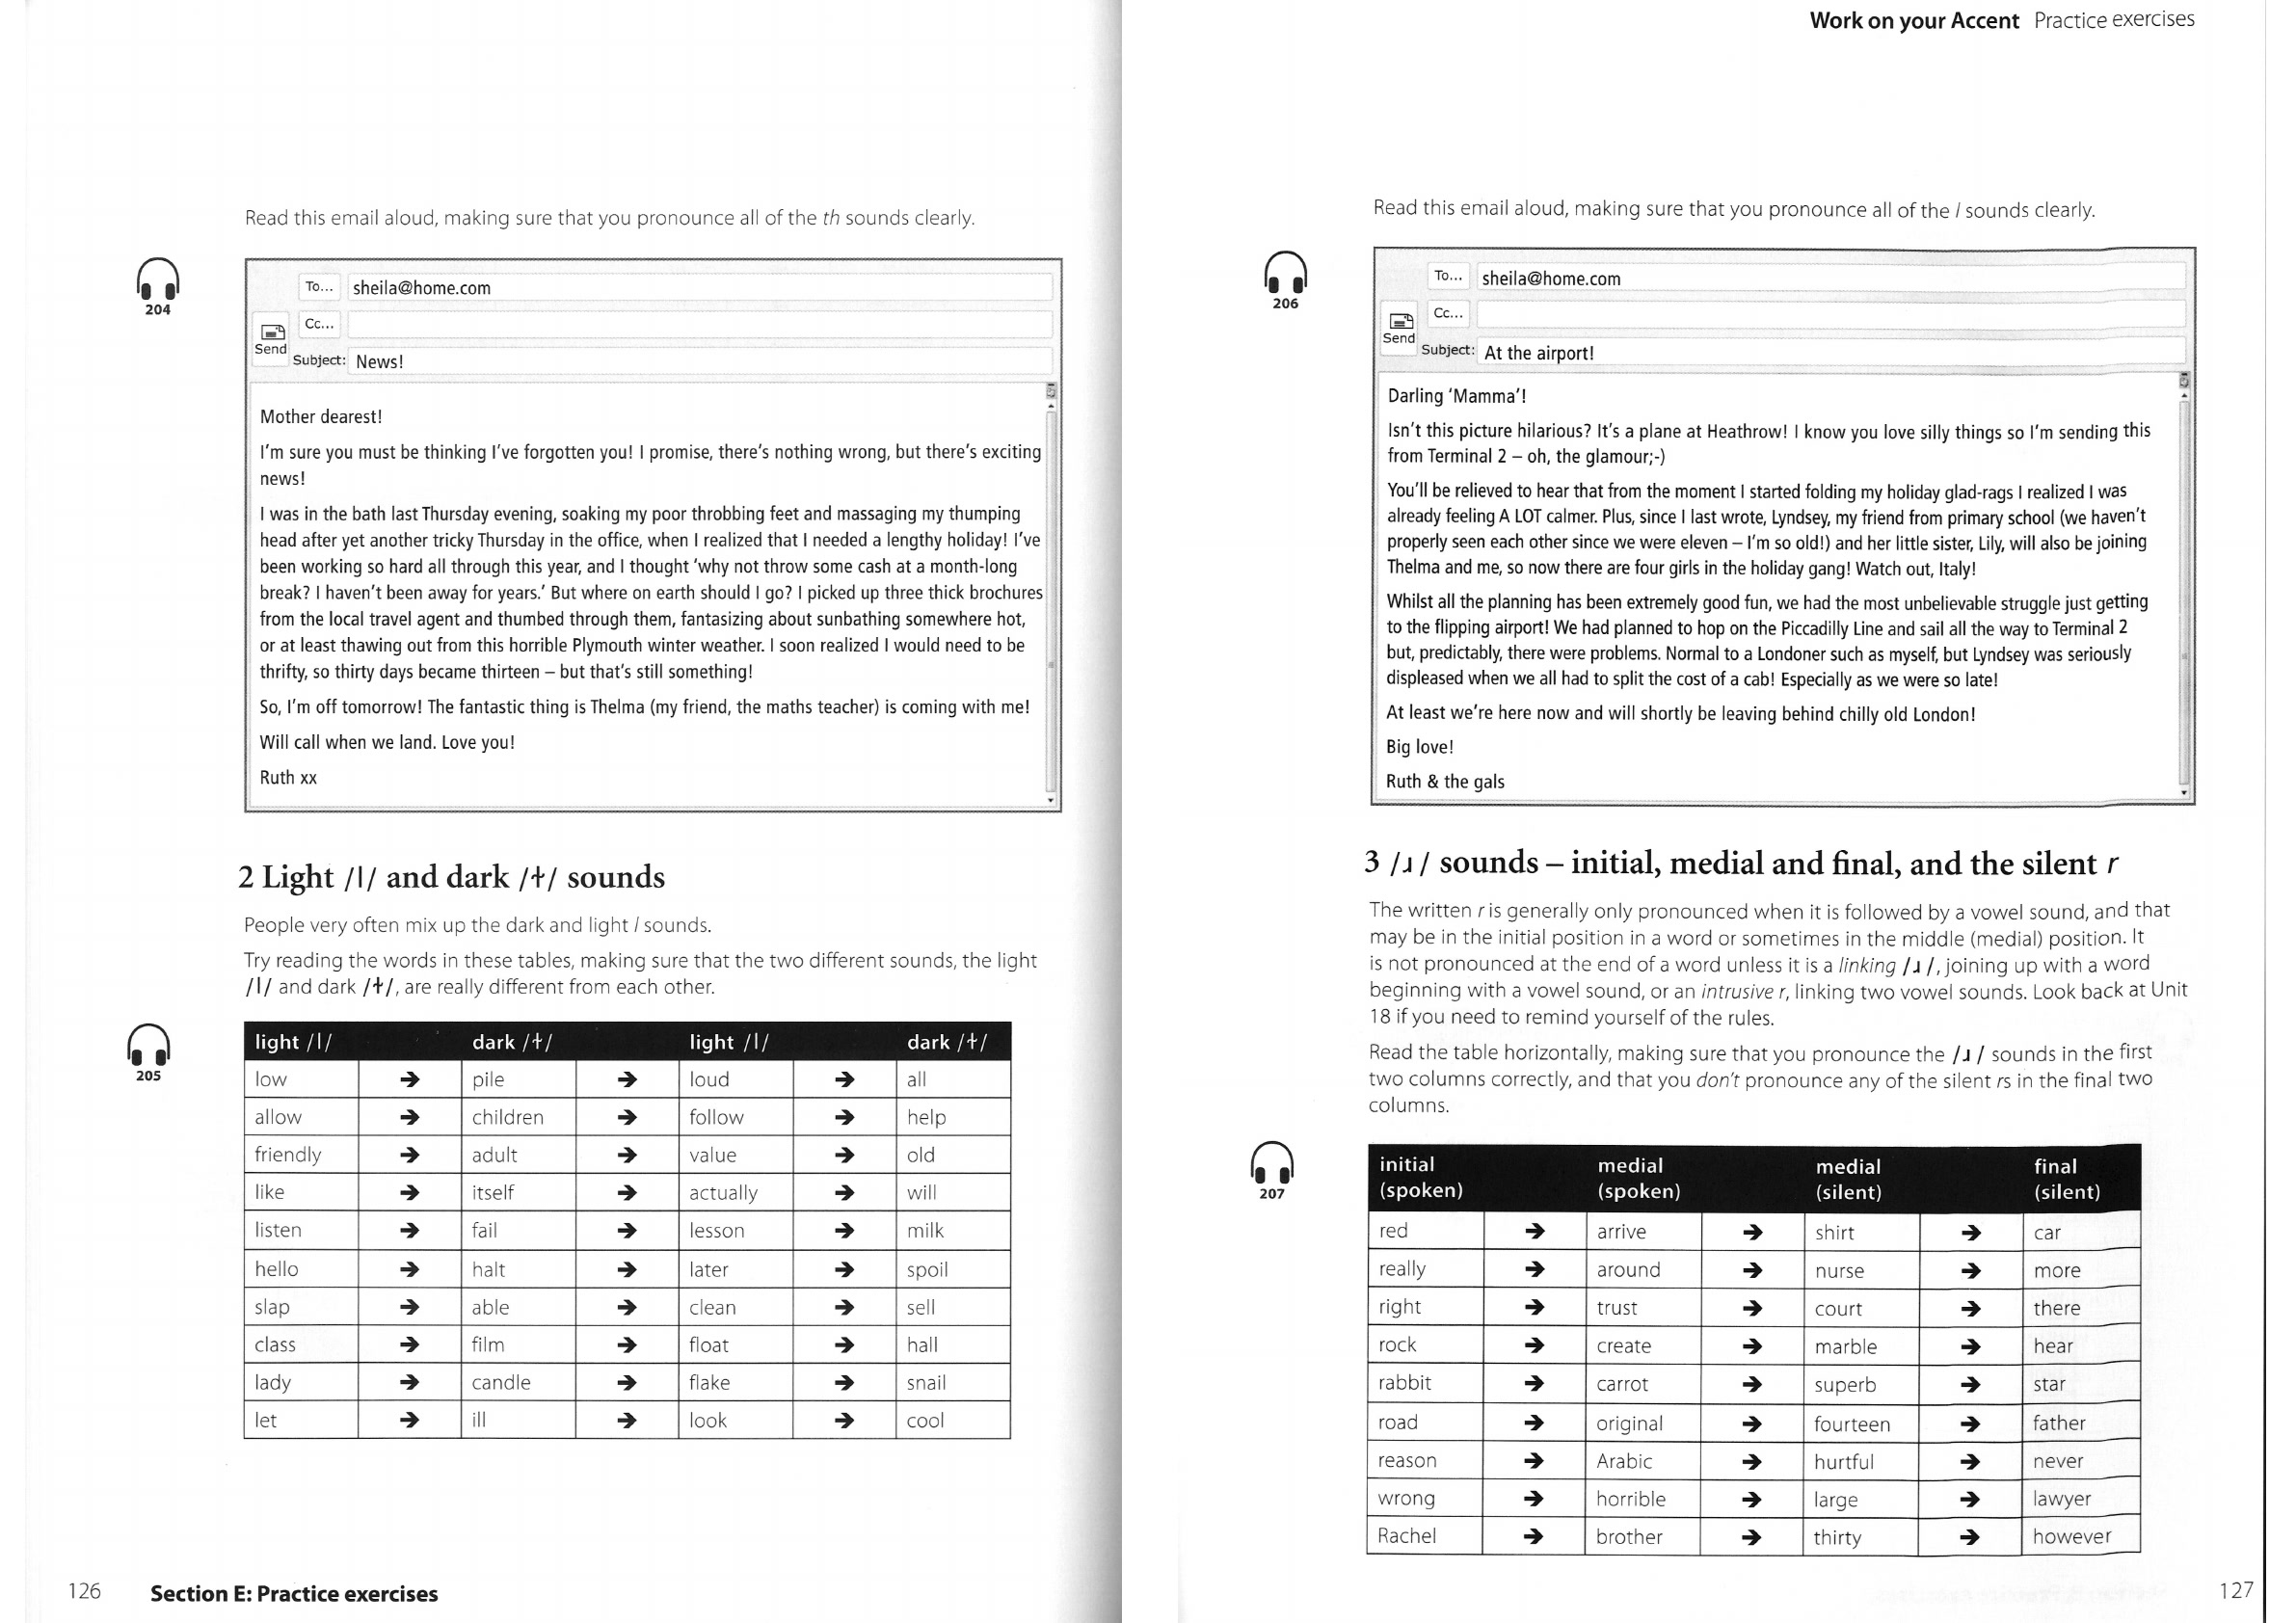 Read this email aloud, making sure that you pronounce all of the th sounds clearly.
204
To... sheila@home.com
Cc...
Send
Subject: News!
Mother dearest!
I'm sure you must be thinking I've forgotten you! I promise, there's nothing wrong, but there's exciting
news!
I was in the bath last Thursday evening, soaking my poor throbbing feet and massaging my thumping
head after yet another tricky Thursday in the office, when I realized that I needed a lengthy holiday! I've
been working so hard all through this year, and I thought 'why not throw some cash at a month-long
break? I haven't been away for years.' But where on earth should I go? I picked up three thick brochures
from the local travel agent and thumbed through them, fantasizing about sunbathing somewhere hot,
or at least thawing out from this horrible Plymouth winter weather. I soon realized I would need to be
thrifty, so thirty days became thirteen – but that's still something!
So, I'm off tomorrow! The fantastic thing is Thelma (my friend, the maths teacher) is coming with me!
Will call when we land. Love you!
Ruth xx
2 Light /l/ and dark /ɫ/ sounds
People very often mix up the dark and light l sounds.
Try reading the words in these tables, making sure that the two different sounds, the light
/l/ and dark /ɫ/, are really different from each other.
205
light /l/ dark /ɫ/ light /l/ dark /ɫ/
low → pile → loud → all
allow → children → follow → help
friendly → adult → value → old
like → itself → actually → will
listen → fail → lesson → milk
hello → halt → later → spoil
slap → able → clean → sell
class → film → float → hall
lady → candle → flake → snail
let → ill → look → cool
126 Section E: Practice exercises
Work on your Accent Practice exercises
Read this email aloud, making sure that you pronounce all of the l sounds clearly.
206
To... sheila@home.com
Cc...
Send
Subject: At the airport!
Darling 'Mamma'!
Isn't this picture hilarious? It's a plane at Heathrow! I know you love silly things so I'm sending this
from Terminal 2 – oh, the glamour;-)
You'll be relieved to hear that from the moment I started folding my holiday glad-rags I realized I was
already feeling A LOT calmer. Plus, since I last wrote, Lyndsey, my friend from primary school (we haven't
properly seen each other since we were eleven – I'm so old!) and her little sister, Lily, will also be joining
Thelma and me, so now there are four girls in the holiday gang! Watch out, Italy!
Whilst all the planning has been extremely good fun, we had the most unbelievable struggle just getting
to the flipping airport! We had planned to hop on the Piccadilly Line and sail all the way to Terminal 2
but, predictably, there were problems. Normal to a Londoner such as myself, but Lyndsey was seriously
displeased when we all had to split the cost of a cab! Especially as we were so late!
At least we're here now and will shortly be leaving behind chilly old London!
Big love!
Ruth & the gals
3 /ɹ/ sounds – initial, medial and final, and the silent r
The written r is generally only pronounced when it is followed by a vowel sound, and that
may be in the initial position in a word or sometimes in the middle (medial) position. It
is not pronounced at the end of a word unless it is a linking /ɹ/, joining up with a word
beginning with a vowel sound, or an intrusive r, linking two vowel sounds. Look back at Unit
18 if you need to remind yourself of the rules.
Read the table horizontally, making sure that you pronounce the /ɹ/ sounds in the first
two columns correctly, and that you don't pronounce any of the silent rs in the final two
columns.
207
initial medial medial final
(spoken) (spoken) (silent) (silent)
red → arrive → shirt → car
really → around → nurse → more
right → trust → court → there
rock → create → marble → hear
rabbit → carrot → superb → star
road → original → fourteen → father
reason → Arabic → hurtful → never
wrong → horrible → large → lawyer
Rachel → brother → thirty → however
127